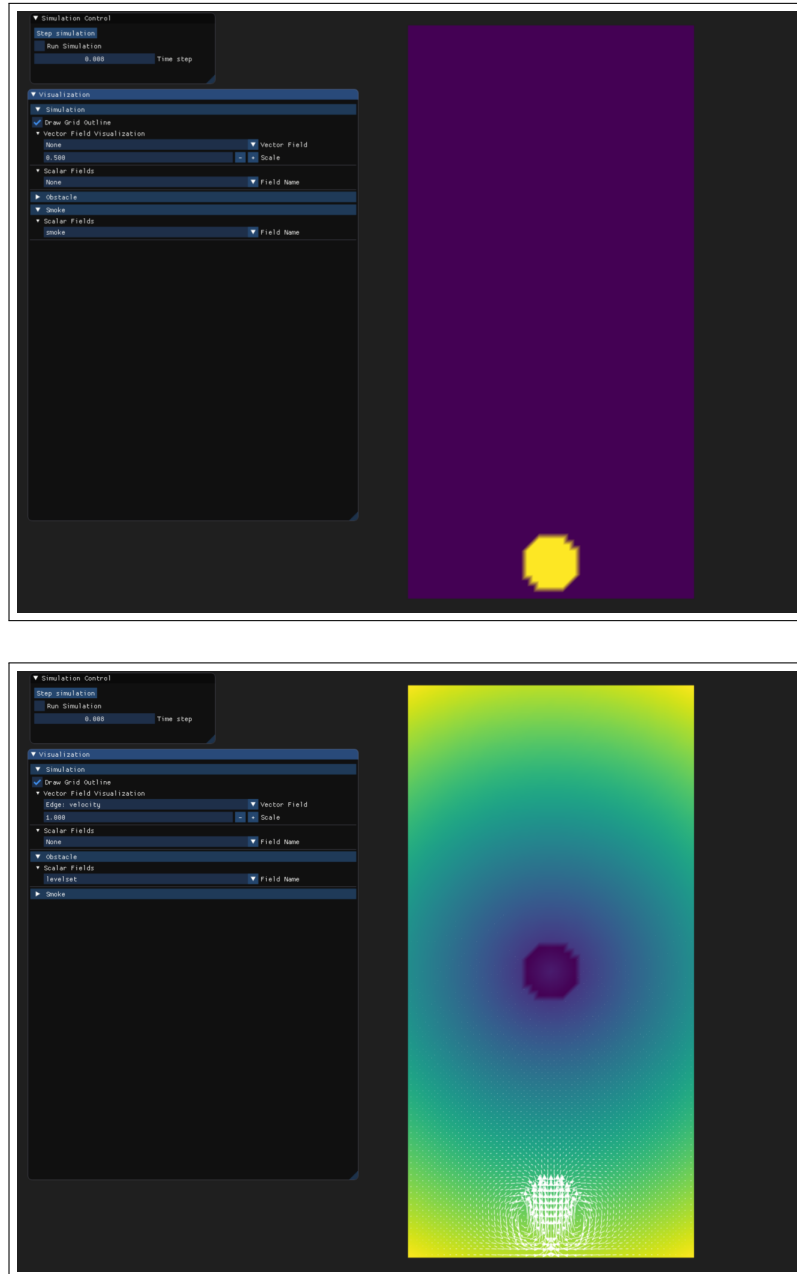 Simulation Control
Step simulation
Run Simulation
0.000 Time step
Visualization
Simulation
Draw Grid Outline
Vector Field Visualization
None Vector Field
0.500 - + Scale
Scalar Fields
None Field Name
Obstacle
Smoke
Scalar Fields
smoke Field Name
Simulation Control
Step simulation
Run Simulation
0.000 Time step
Visualization
Simulation
Draw Grid Outline
Vector Field Visualization
Edge: velocity Vector Field
1.000 - + Scale
Scalar Fields
None Field Name
Obstacle
Scalar Fields
levelset Field Name
Smoke